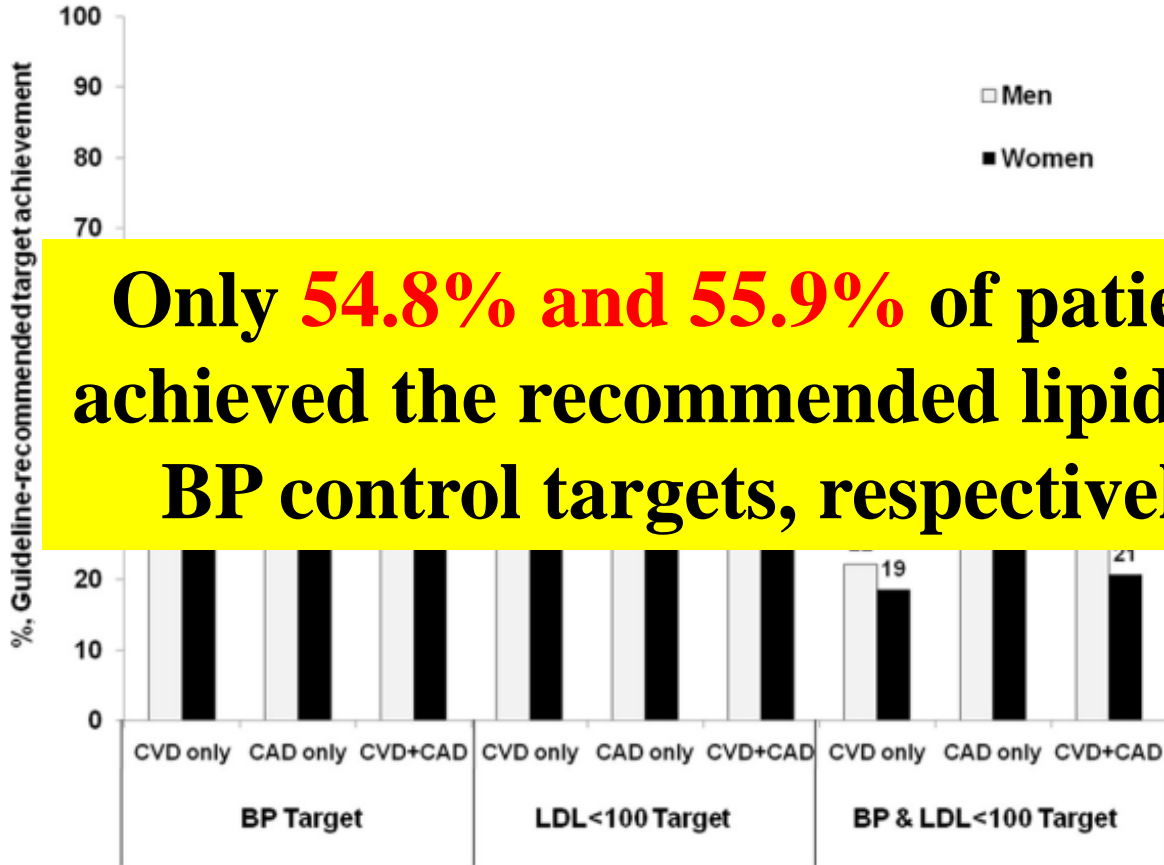 100
90
80
70
20
10
0
%, Guideline-recommended target achievement
Men
Women
Only 54.8% and 55.9% of patie
achieved the recommended lipid
BP control targets, respectivel
19
21
CVD only CAD only CVD+CAD CVD only CAD only CVD+CAD CVD only CAD only CVD+CAD
BP Target LDL<100 Target BP & LDL<100 Target